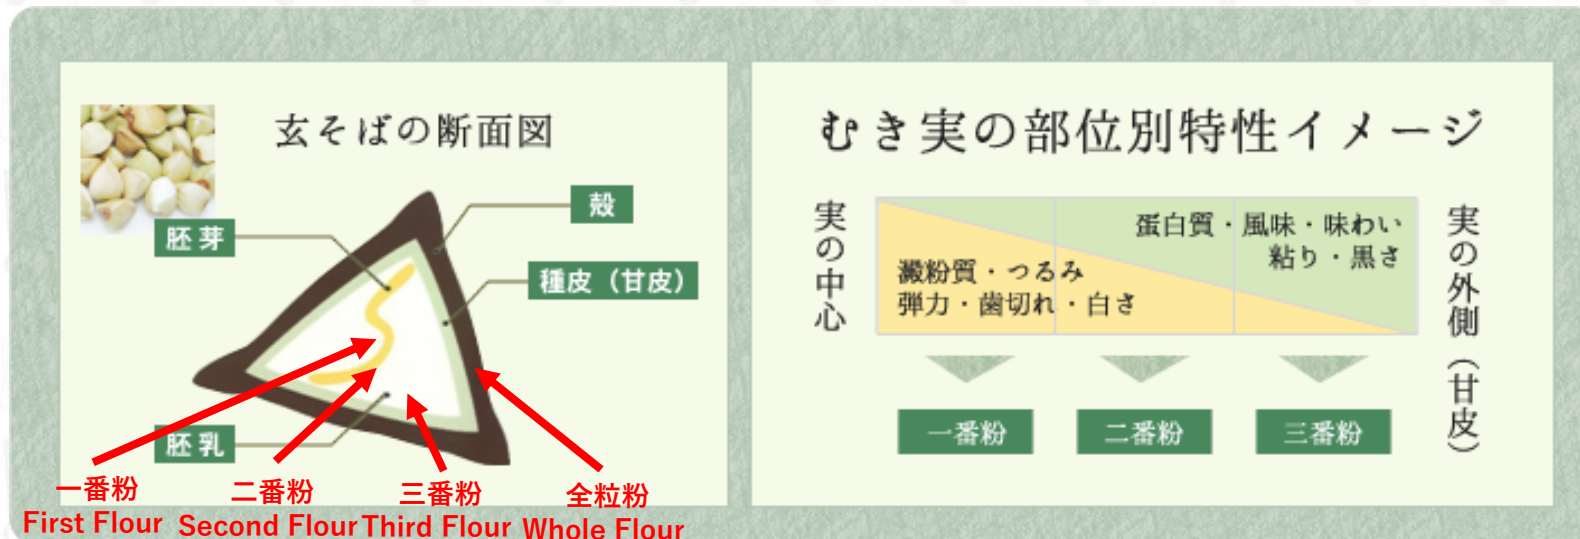 玄そばの断面図
殻
胚芽
種皮（甘皮）
胚乳
一番粉
First Flour
二番粉
Second Flour
三番粉
Third Flour
全粒粉
Whole Flour
むき実の部位別特性イメージ
実の中心
蛋白質・風味・味わい
粘り・黒さ
澱粉質・つるみ
弾力・歯切れ・白さ
実の外側（甘皮）
一番粉
二番粉
三番粉